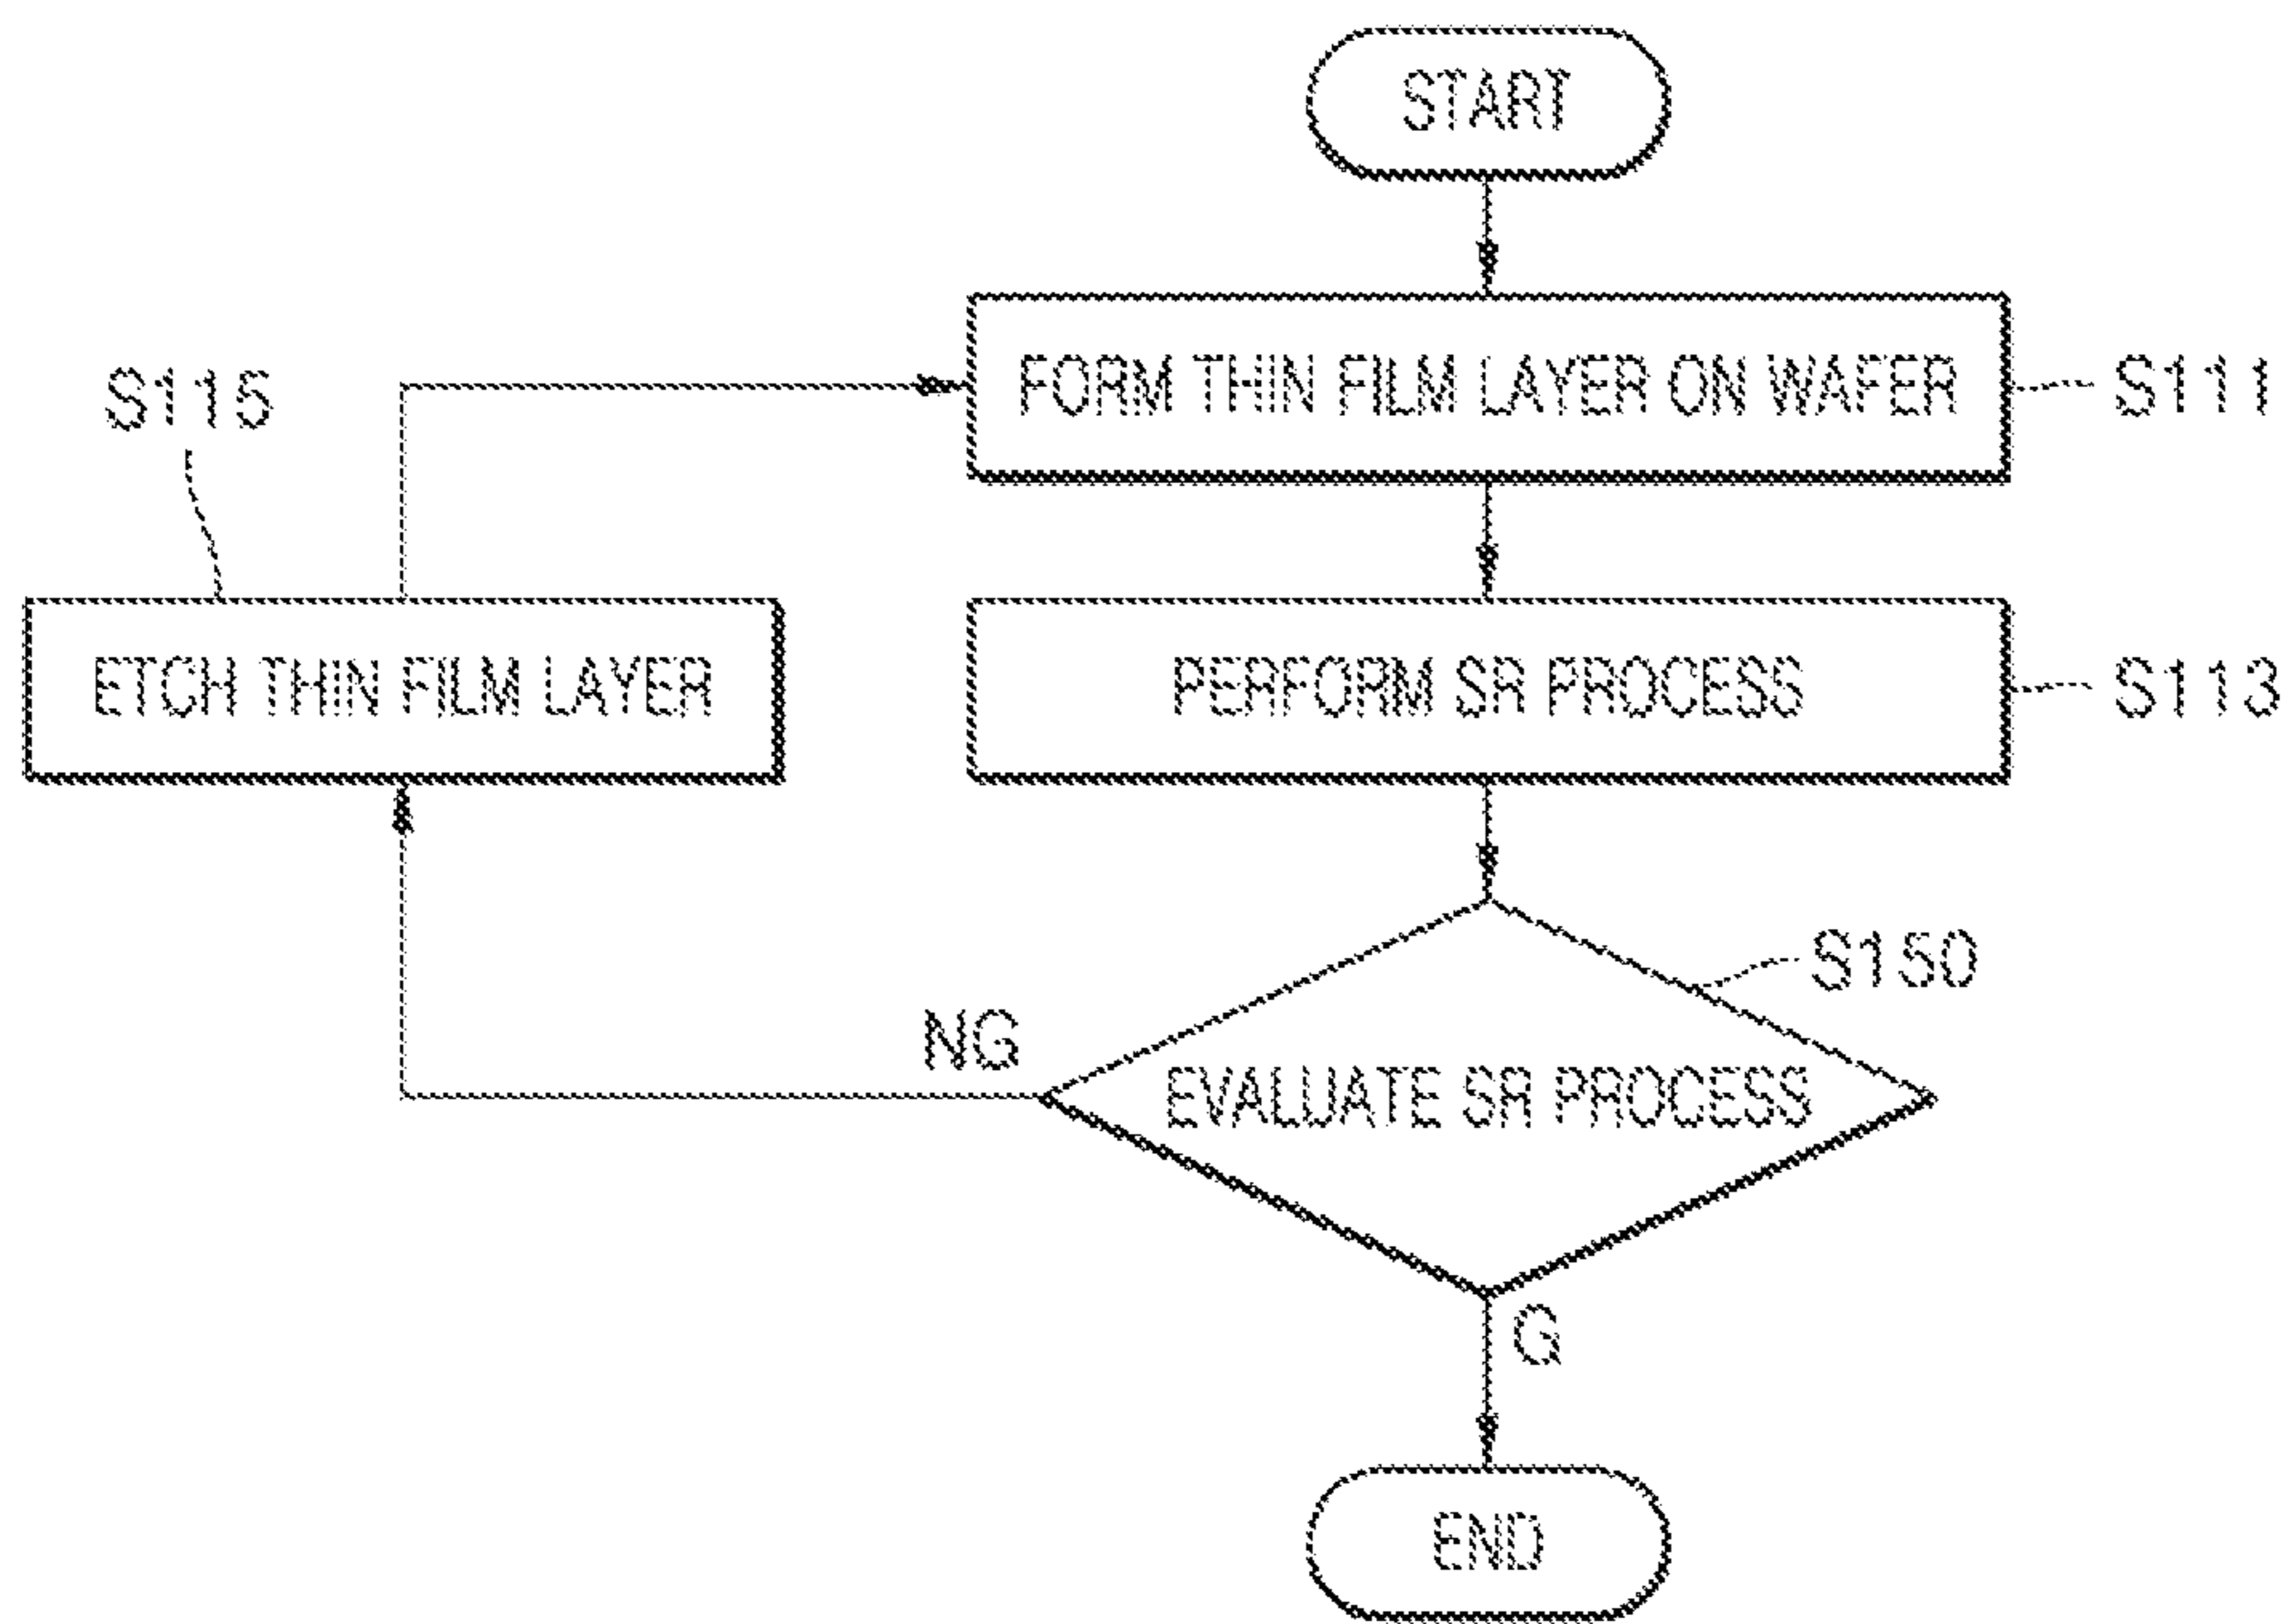 START
FORM THIN FILM LAYER ON WAFER
S111
S115
ETCH THIN FILM LAYER
PERFORM SR PROCESS
S113
S150
NG
EVALUATE SR PROCESS
G
END